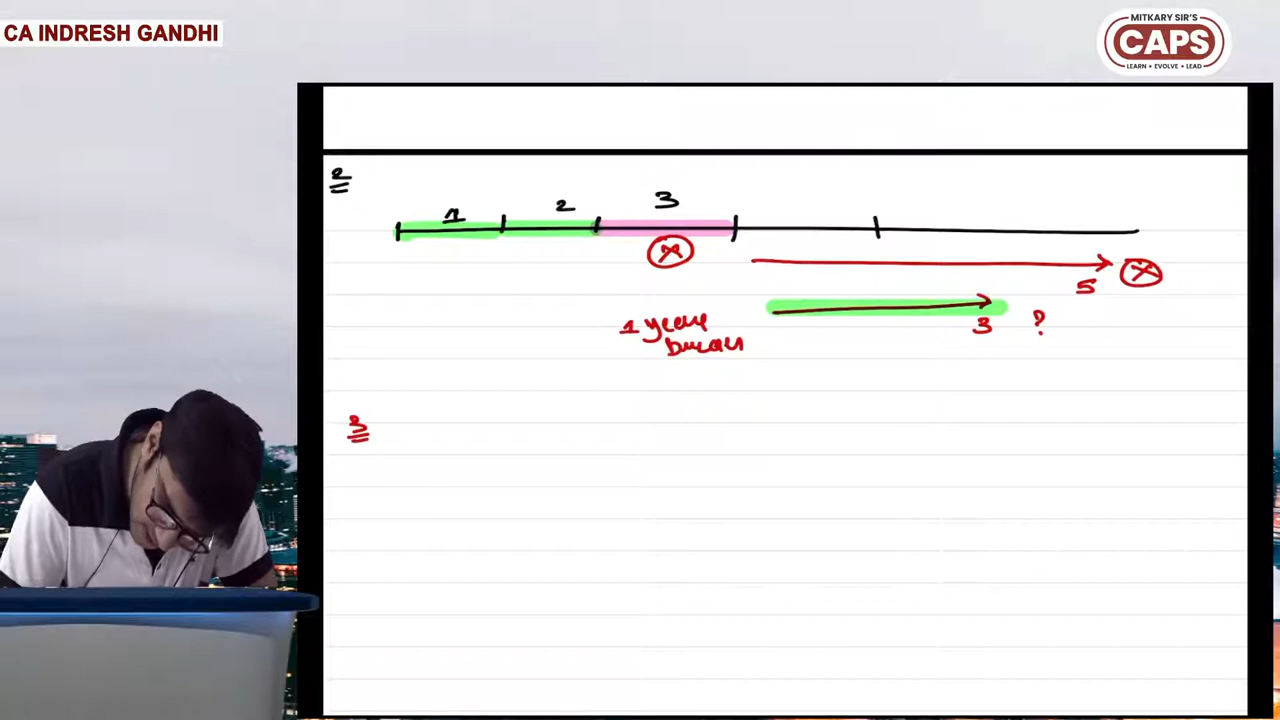 CA INDRESH GANDHI
MITKARY SIR'S
CAPS
LEARN • EVOLVE • LEAD
2
1 2 3
5
1 year
3 ?
3